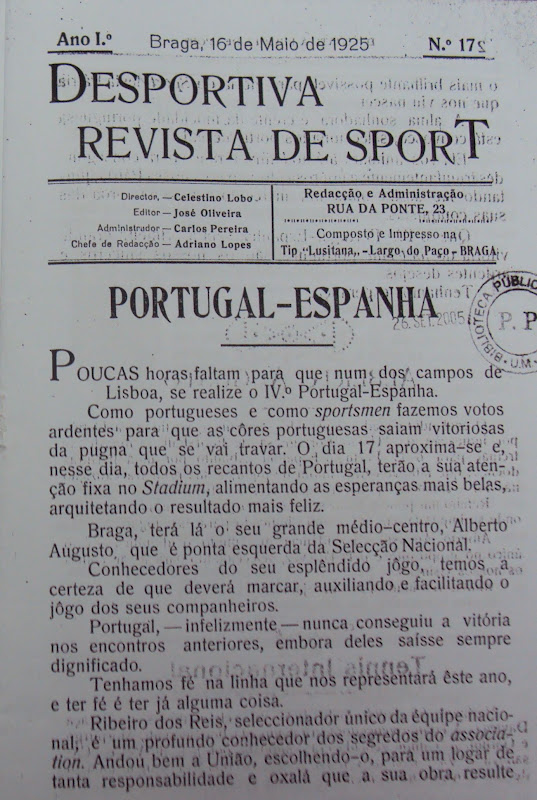 Ano I.º Braga, 16 de Maio de 1925 N.º 17
DESPORTIVA
REVISTA DE SPORT
Director, — Celestino Lobo
Editor — José Oliveira
Administrador — Carlos Pereira
Chefe de Redacção — Adriano Lopes
Redacção e Administração
RUA DA PONTE, 23
Composto e Impresso na
Tip "Lusitana„ - Largo do Paço - BRAGA
PORTUGAL-ESPANHA
BIBLIOTECA PÚBLIC
P. P
U.M.
26. SET. 2005
POUCAS horas faltam para que num dos campos de
Lisboa, se realize o IV.º Portugal-Espanha.
Como portugueses e como sportsmen fazemos votos
ardentes para que as côres portuguesas saiam vitoriosas
da pugna que se vai travar. O dia 17 aproxima-se e,
nesse dia, todos os recantos de Portugal, terão a sua aten-
ção fixa no Stadium, alimentando as esperanças mais belas,
arquitetando o resultado mais feliz.
Braga, terá lá o seu grande médio-centro, Alberto
Augusto, que é ponta esquerda da Selecção Nacional.
Conhecedores do seu esplêndido jôgo, temos a
certeza de que deverá marcar, auxiliando e facilitando o
jôgo dos seus companheiros.
Portugal, — infelizmente — nunca conseguiu a vitória
nos encontros anteriores, embora deles saísse sempre
dignificado.
Tenhamos fé na linha que nos representará êste ano,
e ter fé é ter já alguma coisa.
Ribeiro dos Reis, seleccionador único da équipe nacio-
nal, é um profundo conhecedor dos segredos do associa-
tion. Andou bem a União, escolhendo-o, para um logar de
tanta responsabilidade e oxalá que a sua obra resulte